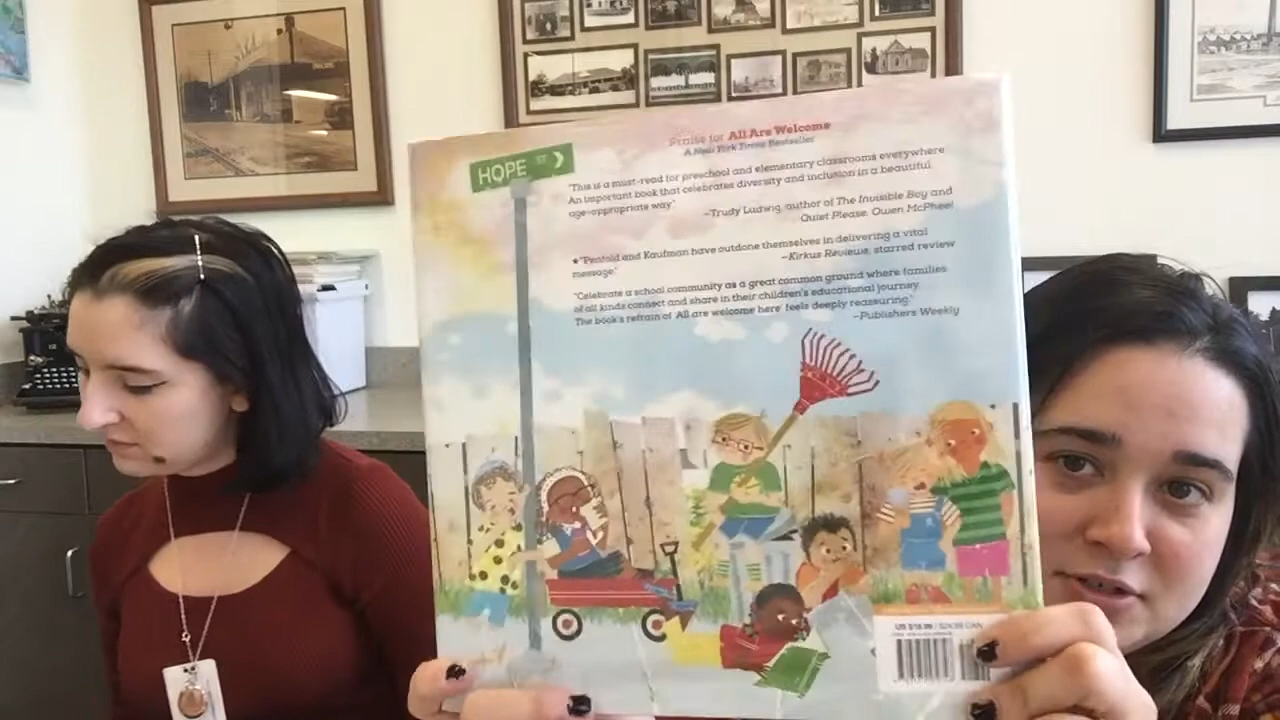 HOPE ST
Praise for All Are Welcome
A New York Times Bestseller
"This is a must-read for preschool and elementary classrooms everywhere.
An important book that celebrates diversity and inclusion in a beautiful,
age-appropriate way."
—Trudy Ludwig, author of The Invisible Boy and
Quiet Please, Owen McPhee!
★"Penfold and Kaufman have outdone themselves in delivering a vital
message." —Kirkus Reviews, starred review
"Celebrate a school community as a great common ground where families
of all kinds connect and share in their children's educational journey.
The book's refrain of 'All are welcome here' feels deeply reassuring."
—Publishers Weekly
US $18.99 / $24.99 CAN